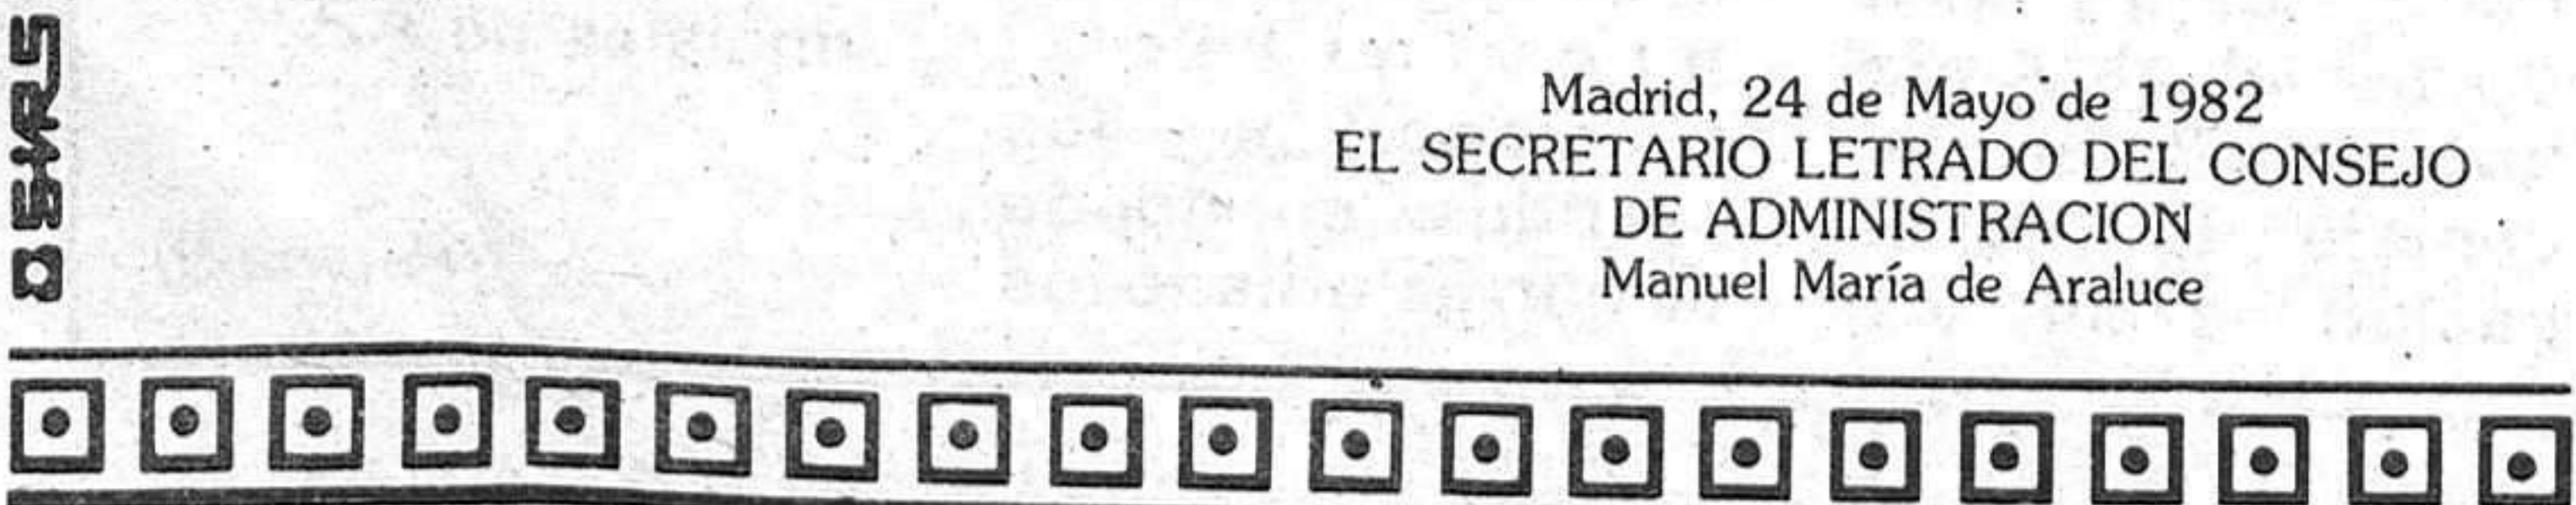 Madrid, 24 de Mayo de 1982
EL SECRETARIO LETRADO DEL CONSEJO
DE ADMINISTRACION
Manuel María de Araluce